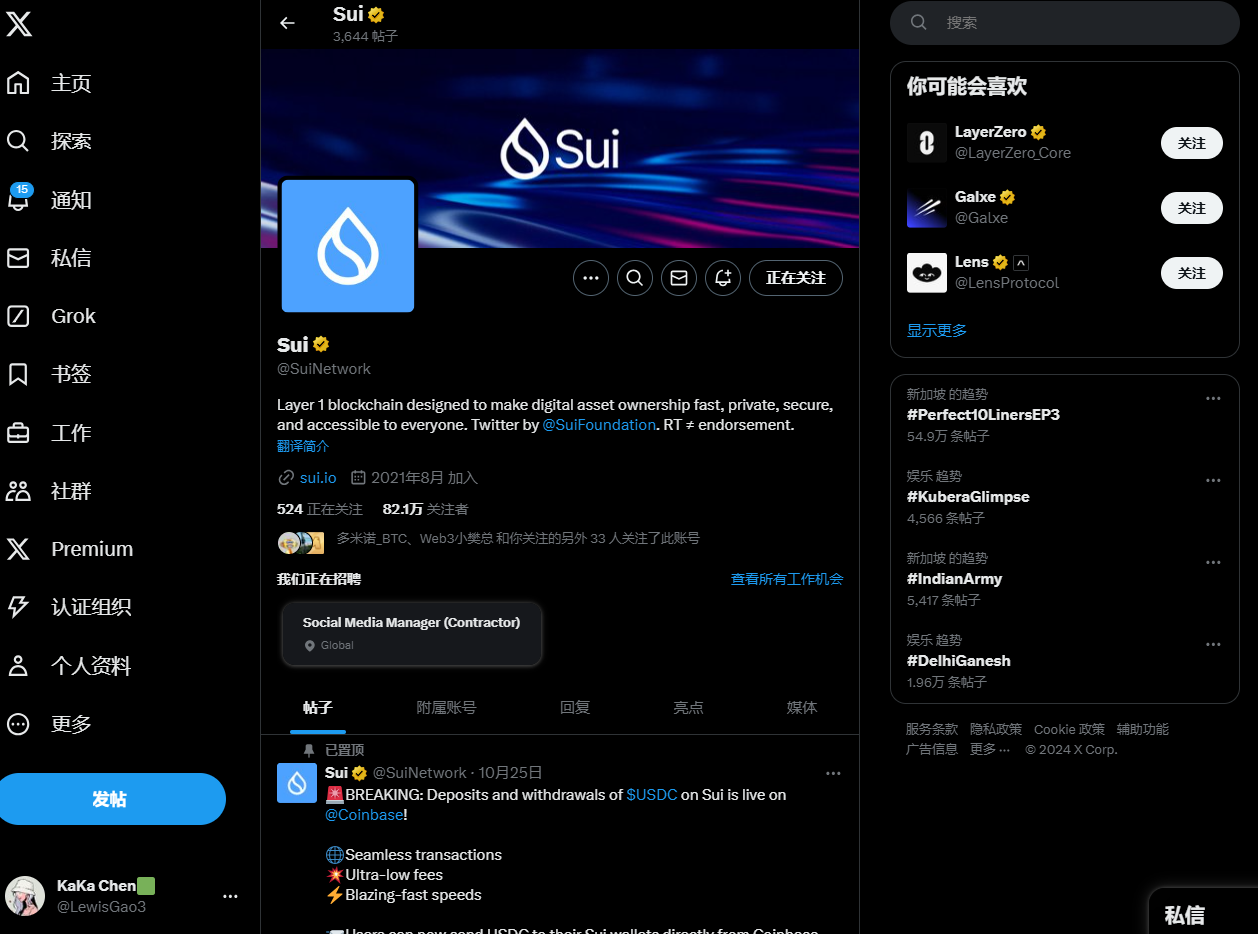 主页
探索
15
通知
私信
Grok
书签
工作
社群
Premium
认证组织
个人资料
更多
发帖
KaKa Chen
@LewisGao3
Sui
3,644 帖子
Sui
正在关注
Sui
@SuiNetwork
Layer 1 blockchain designed to make digital asset ownership fast, private, secure,
and accessible to everyone. Twitter by @SuiFoundation. RT ≠ endorsement.
翻译简介
sui.io 2021年8月 加入
524 正在关注 82.1万 关注者
多米诺_BTC、Web3小樊总 和你关注的另外 33 人关注了此账号
我们正在招聘 查看所有工作机会
Social Media Manager (Contractor)
Global
帖子 附属账号 回复 亮点 媒体
已置顶
Sui @SuiNetwork · 10月25日
🚨BREAKING: Deposits and withdrawals of $USDC on Sui is live on
@Coinbase!
🌐Seamless transactions
💥Ultra-low fees
⚡Blazing-fast speeds
Users can now send USDC to their Sui wallets directly from Coinbase
搜索
你可能会喜欢
LayerZero
@LayerZero_Core
关注
Galxe
@Galxe
关注
Lens
@LensProtocol
关注
显示更多
新加坡 的趋势
#Perfect10LinersEP3
54.9万 条帖子
娱乐 趋势
#KuberaGlimpse
4,566 条帖子
新加坡 的趋势
#IndianArmy
5,417 条帖子
娱乐 趋势
#DelhiGanesh
1.96万 条帖子
服务条款 隐私政策 Cookie 政策 辅助功能
广告信息 更多 ··· © 2024 X Corp.
私信